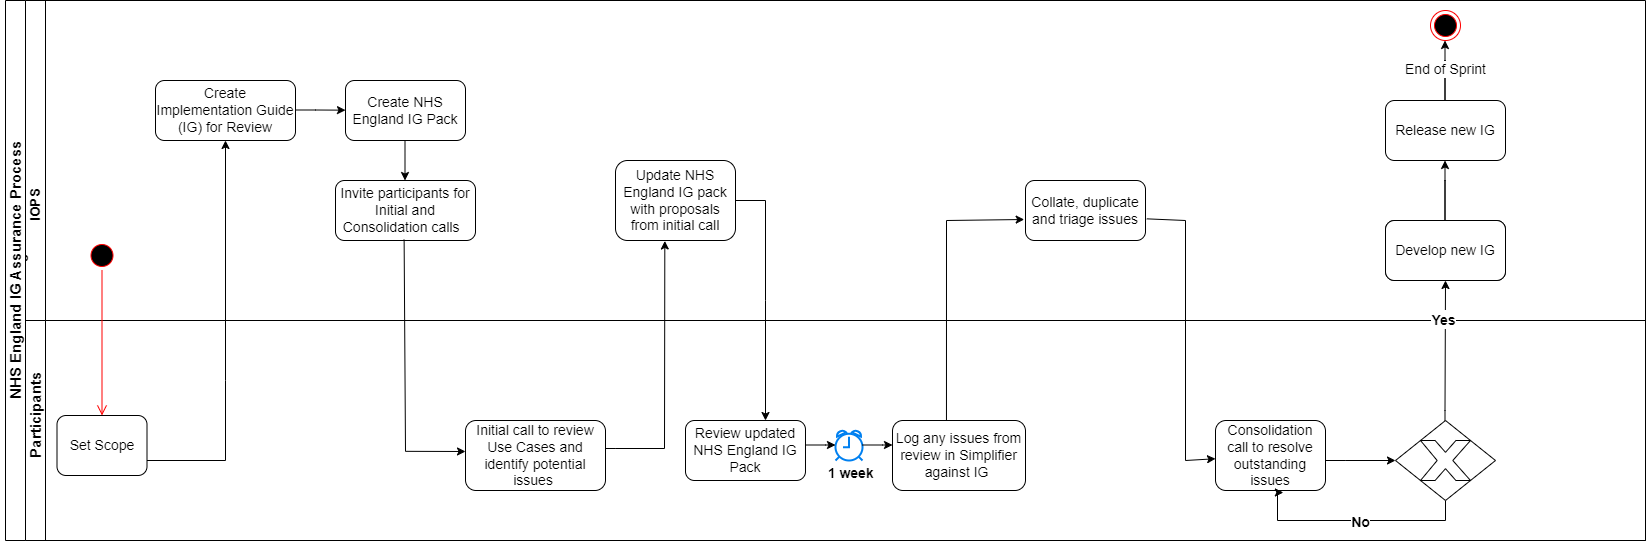 NHS England IG Assurance Process
IOPS
Participants
Set Scope
Create
Implementation Guide
(IG) for Review
Create NHS
England IG Pack
Invite participants for
Initial and
Consolidation calls
Initial call to review
Use Cases and
identify potential
issues
Update NHS
England IG pack
with proposals
from initial call
Review updated
NHS England IG
Pack
1 week
Log any issues from
review in Simplifier
against IG
Collate, duplicate
and triage issues
Consolidation
call to resolve
outstanding
issues
No
Yes
Develop new IG
Release new IG
End of Sprint